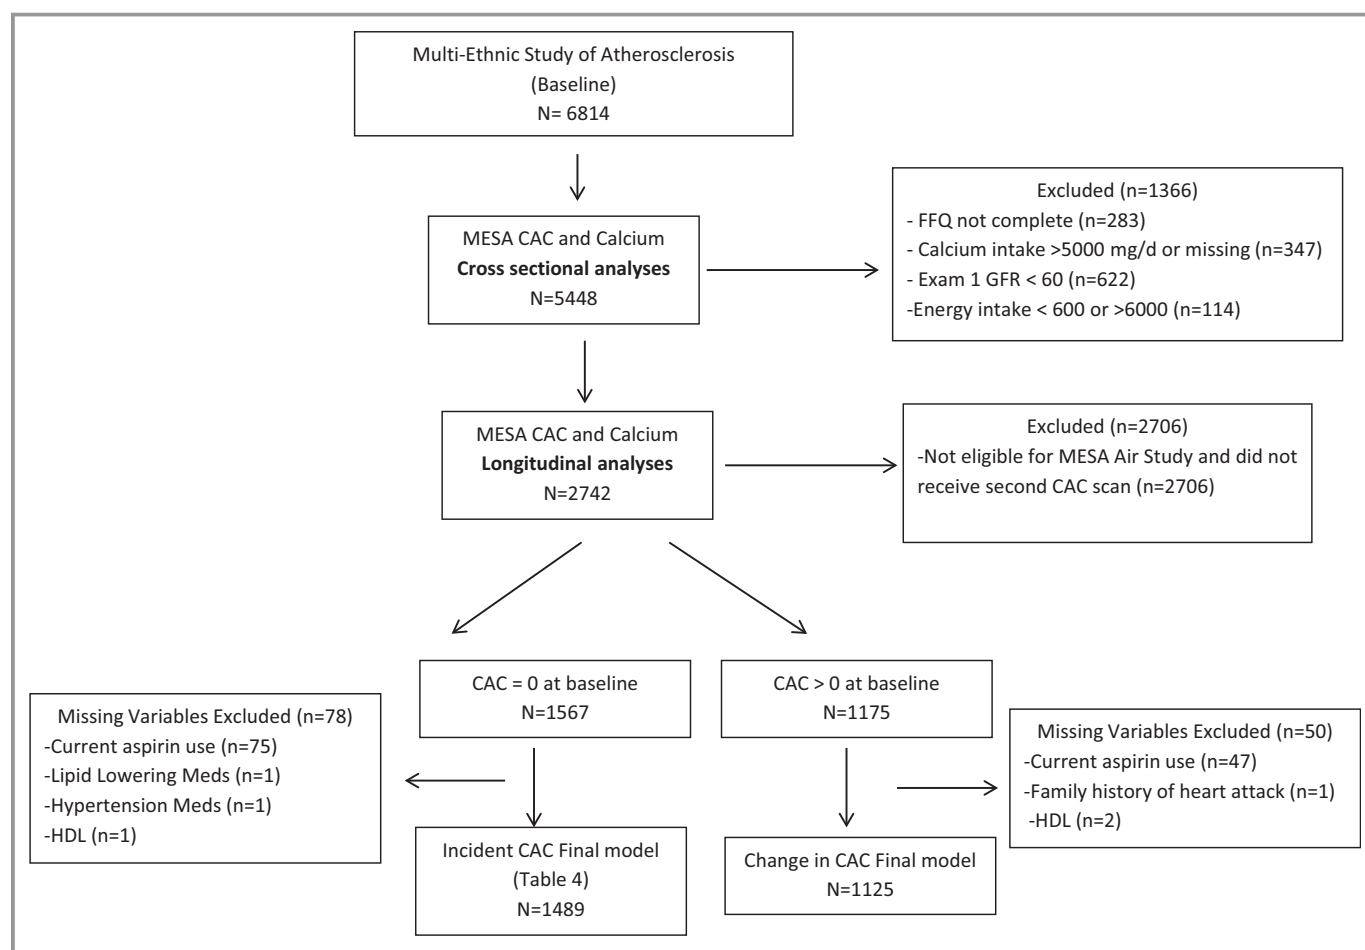 Multi-Ethnic Study of Atherosclerosis
(Baseline)
N= 6814
Excluded (n=1366)
- FFQ not complete (n=283)
- Calcium intake >5000 mg/d or missing (n=347)
- Exam 1 GFR < 60 (n=622)
-Energy intake < 600 or >6000 (n=114)
MESA CAC and Calcium
Cross sectional analyses
N=5448
MESA CAC and Calcium
Longitudinal analyses
N=2742
Excluded (n=2706)
-Not eligible for MESA Air Study and did not
receive second CAC scan (n=2706)
CAC = 0 at baseline
N=1567
CAC > 0 at baseline
N=1175
Missing Variables Excluded (n=78)
-Current aspirin use (n=75)
-Lipid Lowering Meds (n=1)
-Hypertension Meds (n=1)
-HDL (n=1)
Missing Variables Excluded (n=50)
-Current aspirin use (n=47)
-Family history of heart attack (n=1)
-HDL (n=2)
Incident CAC Final model
(Table 4)
N=1489
Change in CAC Final model
N=1125